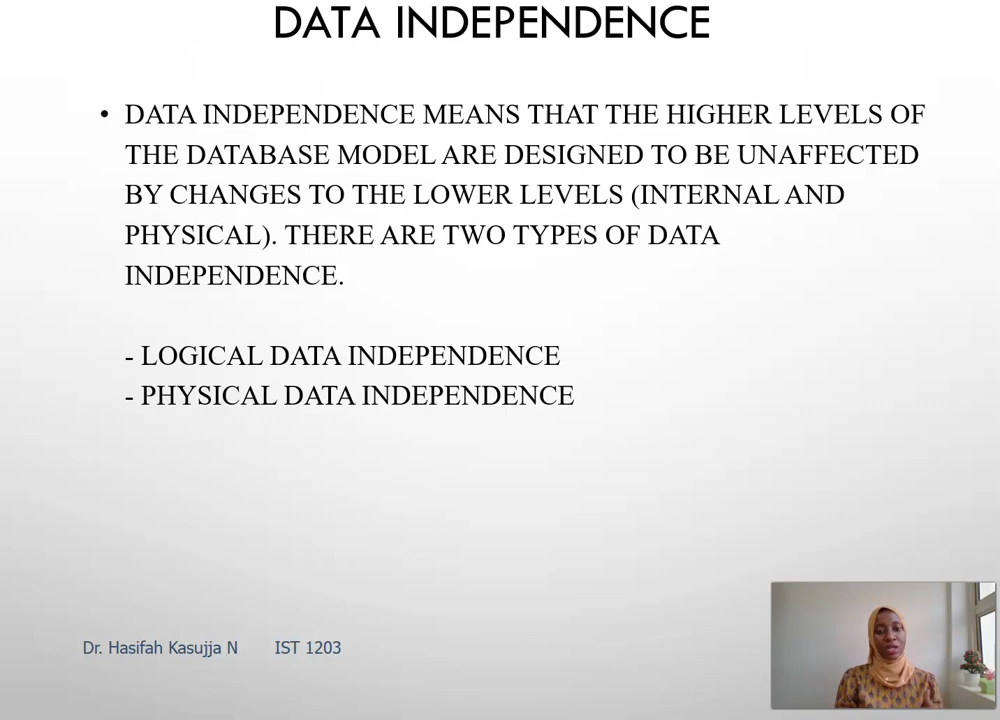 DATA INDEPENDENCE
• DATA INDEPENDENCE MEANS THAT THE HIGHER LEVELS OF
THE DATABASE MODEL ARE DESIGNED TO BE UNAFFECTED
BY CHANGES TO THE LOWER LEVELS (INTERNAL AND
PHYSICAL). THERE ARE TWO TYPES OF DATA
INDEPENDENCE.
- LOGICAL DATA INDEPENDENCE
- PHYSICAL DATA INDEPENDENCE
Dr. Hasifah Kasujja N IST 1203